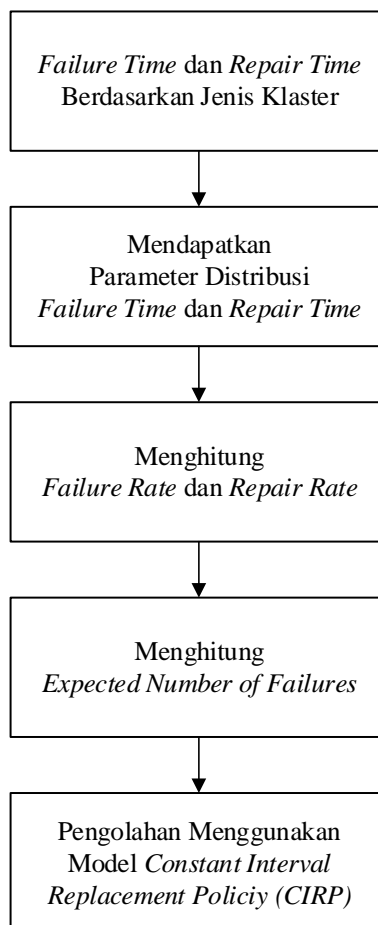 Failure Time dan Repair Time
Berdasarkan Jenis Klaster
Mendapatkan
Parameter Distribusi
Failure Time dan Repair Time
Menghitung
Failure Rate dan Repair Rate
Menghitung
Expected Number of Failures
Pengolahan Menggunakan
Model Constant Interval
Replacement Policiy (CIRP)